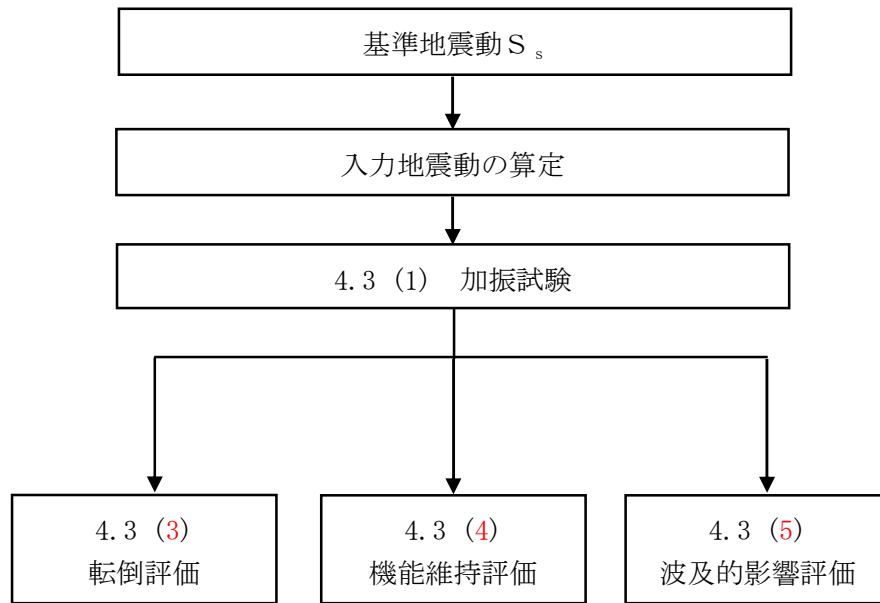 基準地震動Ｓｓ
入力地震動の算定
4.3 (1)　加振試験
4.3 (3)
転倒評価
4.3 (4)
機能維持評価
4.3 (5)
波及的影響評価